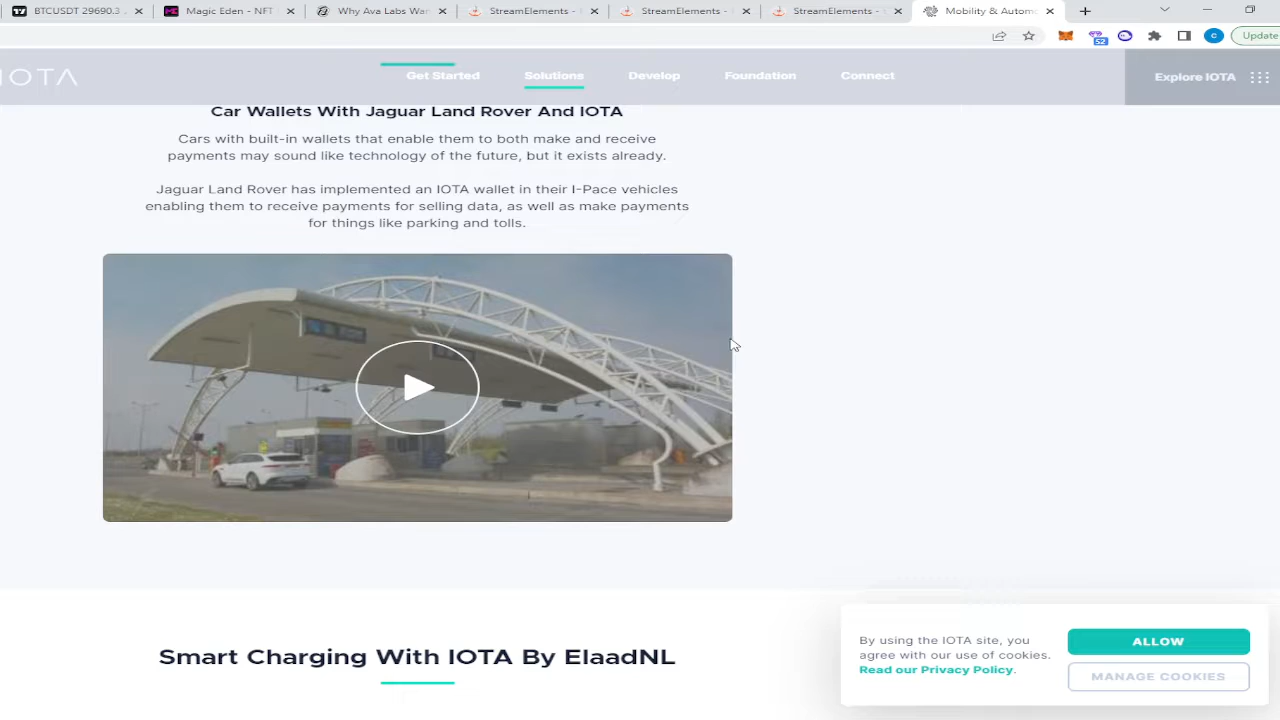 BTCUSDT 29690.3
Magic Eden - NFT
Why Ava Labs Wan
StreamElements -
StreamElements -
StreamElements -
Mobility & Autom
52
C
Update
IOTA
Get Started
Solutions
Develop
Foundation
Connect
Explore IOTA
Car Wallets With Jaguar Land Rover And IOTA
Cars with built-in wallets that enable them to both make and receive
payments may sound like technology of the future, but it exists already.
Jaguar Land Rover has implemented an IOTA wallet in their I-Pace vehicles
enabling them to receive payments for selling data, as well as make payments
for things like parking and tolls.
Smart Charging With IOTA By ElaadNL
By using the IOTA site, you
agree with our use of cookies.
Read our Privacy Policy.
ALLOW
MANAGE COOKIES